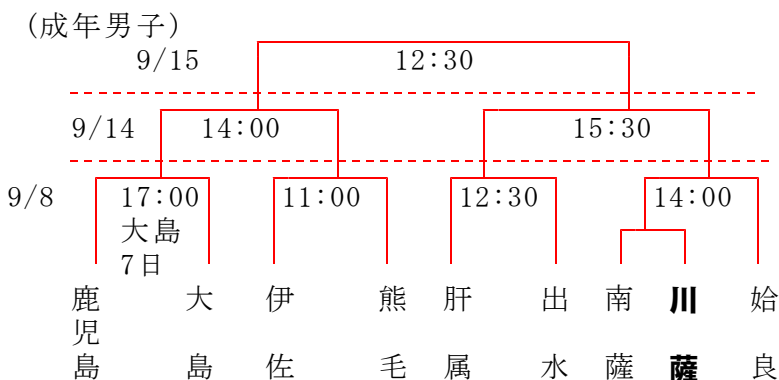 (成年男子)
9/15 12:30
9/14 14:00 15:30
9/8 17:00 11:00 12:30 14:00
大島
7日
鹿児島 大島 伊佐 熊毛 肝属 出水 南薩 川薩 姶良